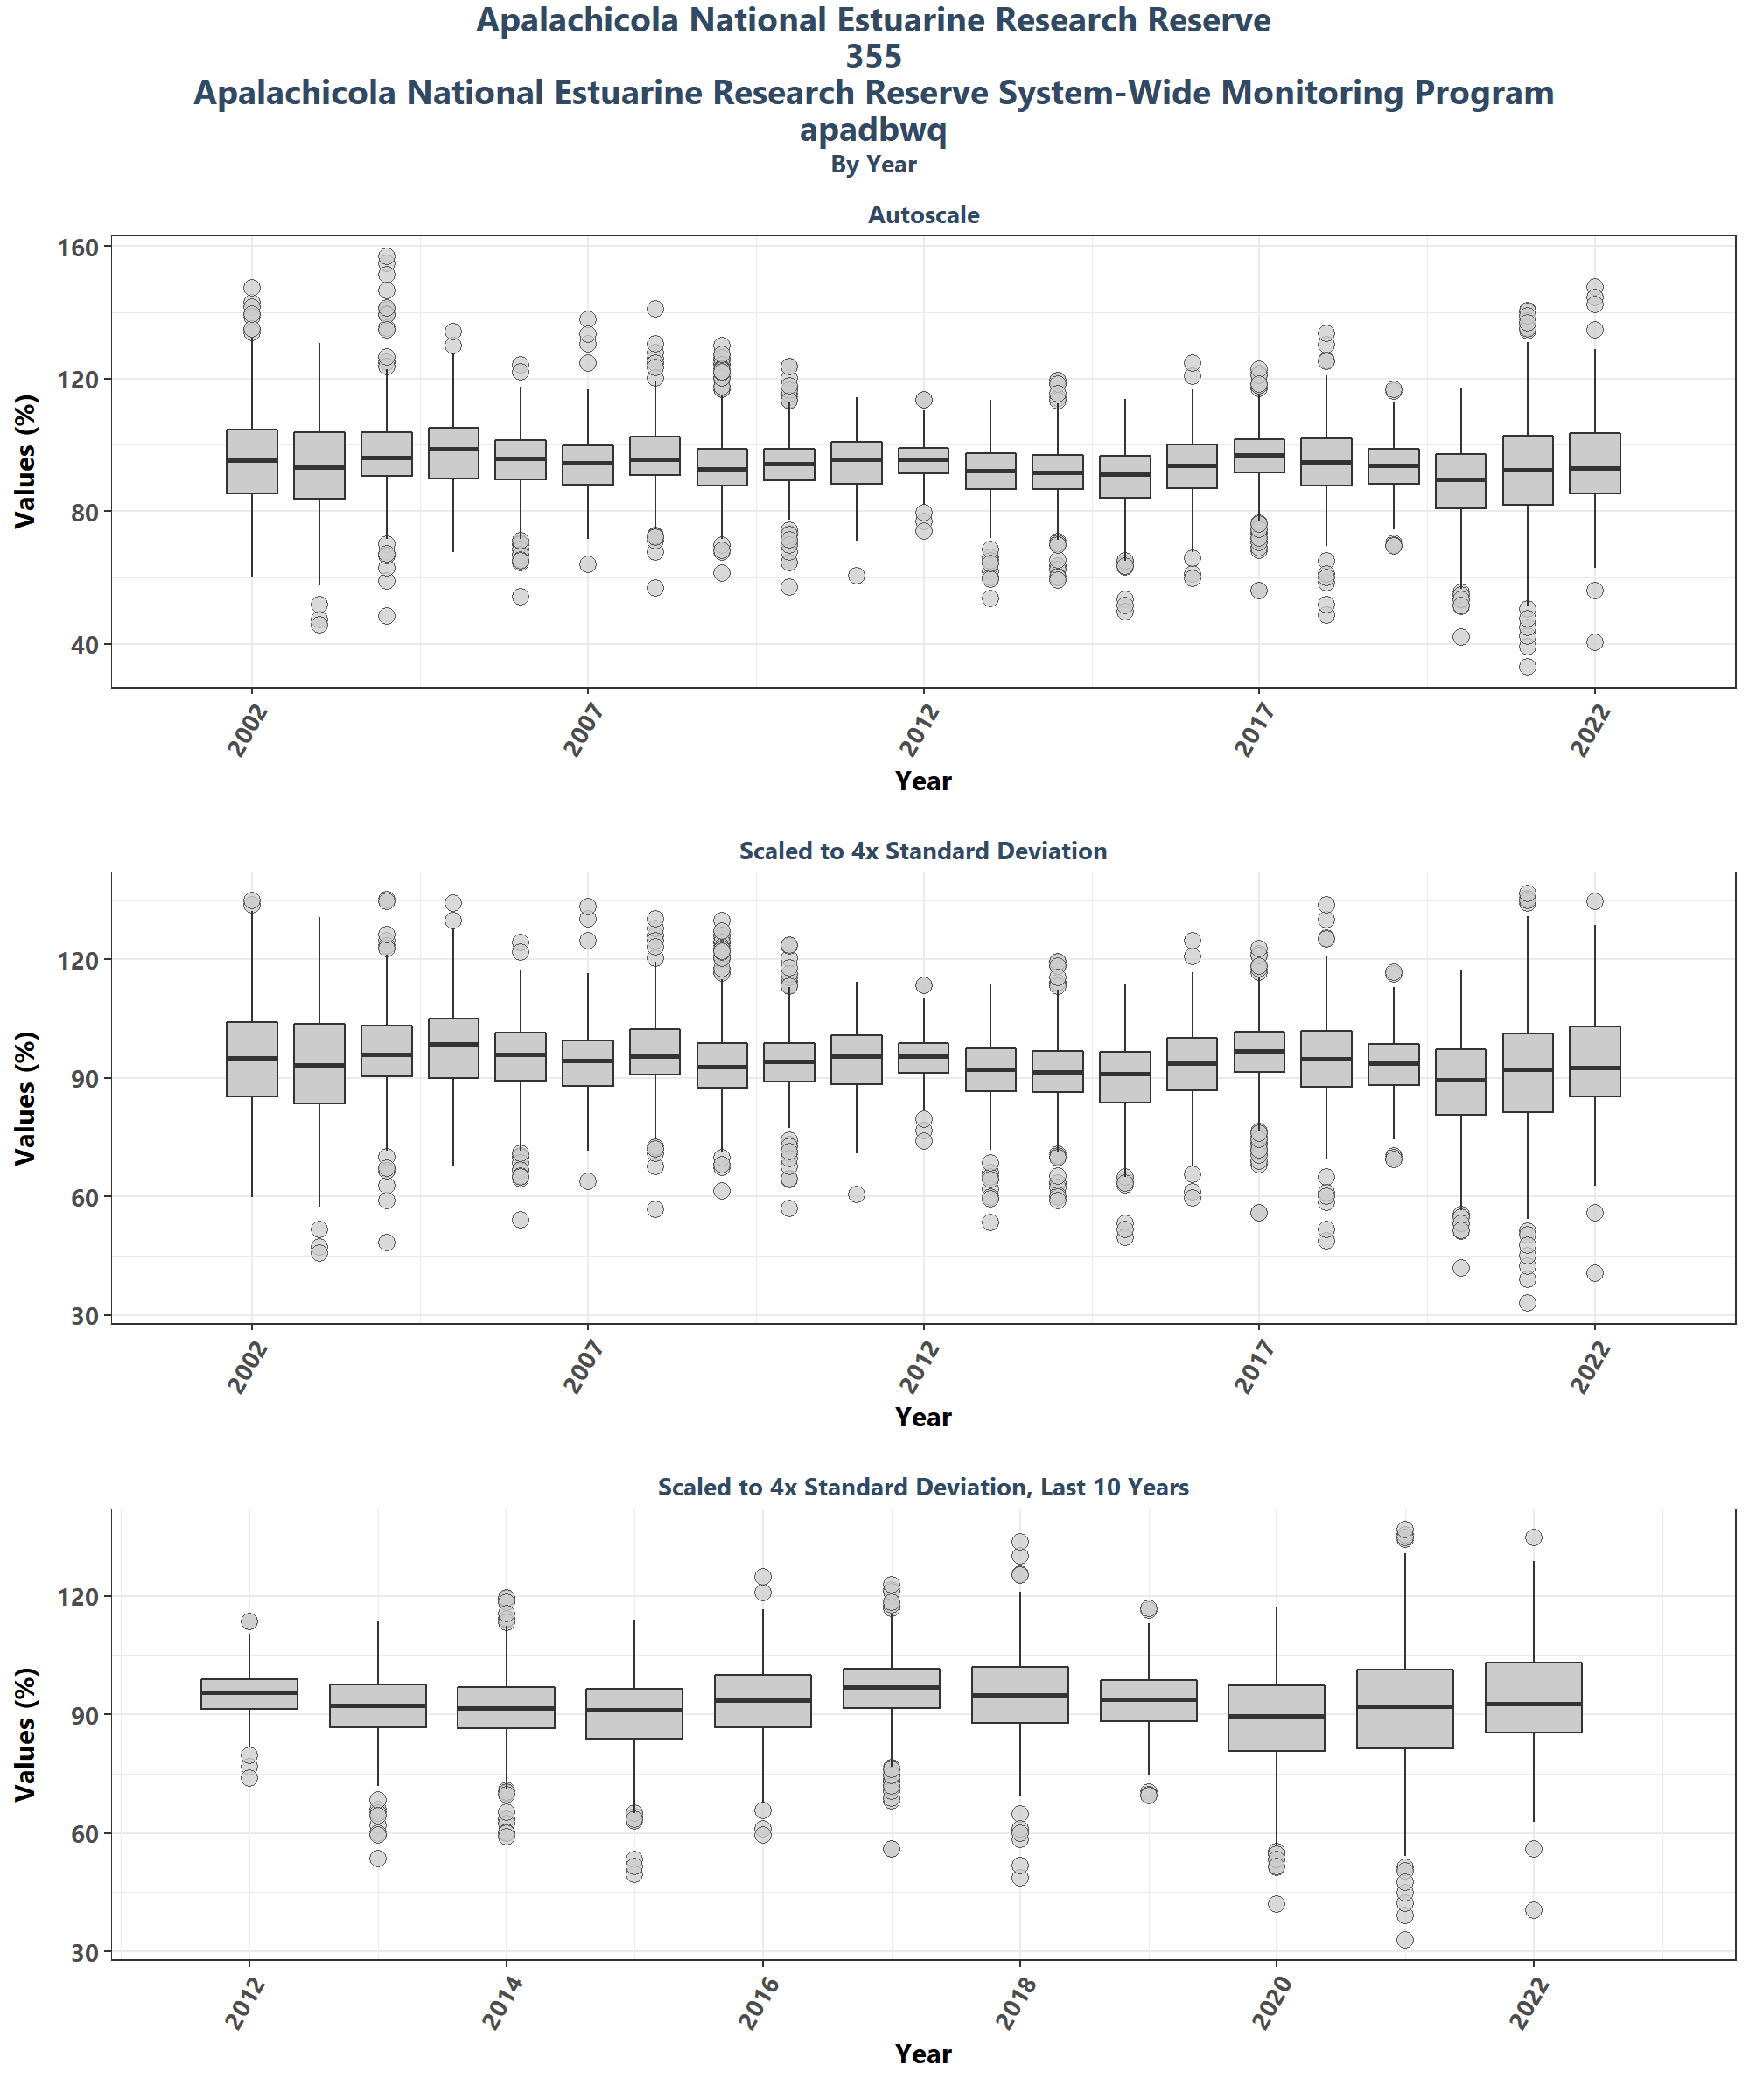 Apalachicola National Estuarine Research Reserve
355
Apalachicola National Estuarine Research Reserve System-Wide Monitoring Program
apadbwq
By Year
Autoscale
Values (%)
160
120
80
40
2002 2007 2012 2017 2022
Year
Scaled to 4x Standard Deviation
Values (%)
120
90
60
30
2002 2007 2012 2017 2022
Year
Scaled to 4x Standard Deviation, Last 10 Years
Values (%)
120
90
60
30
2012 2014 2016 2018 2020 2022
Year